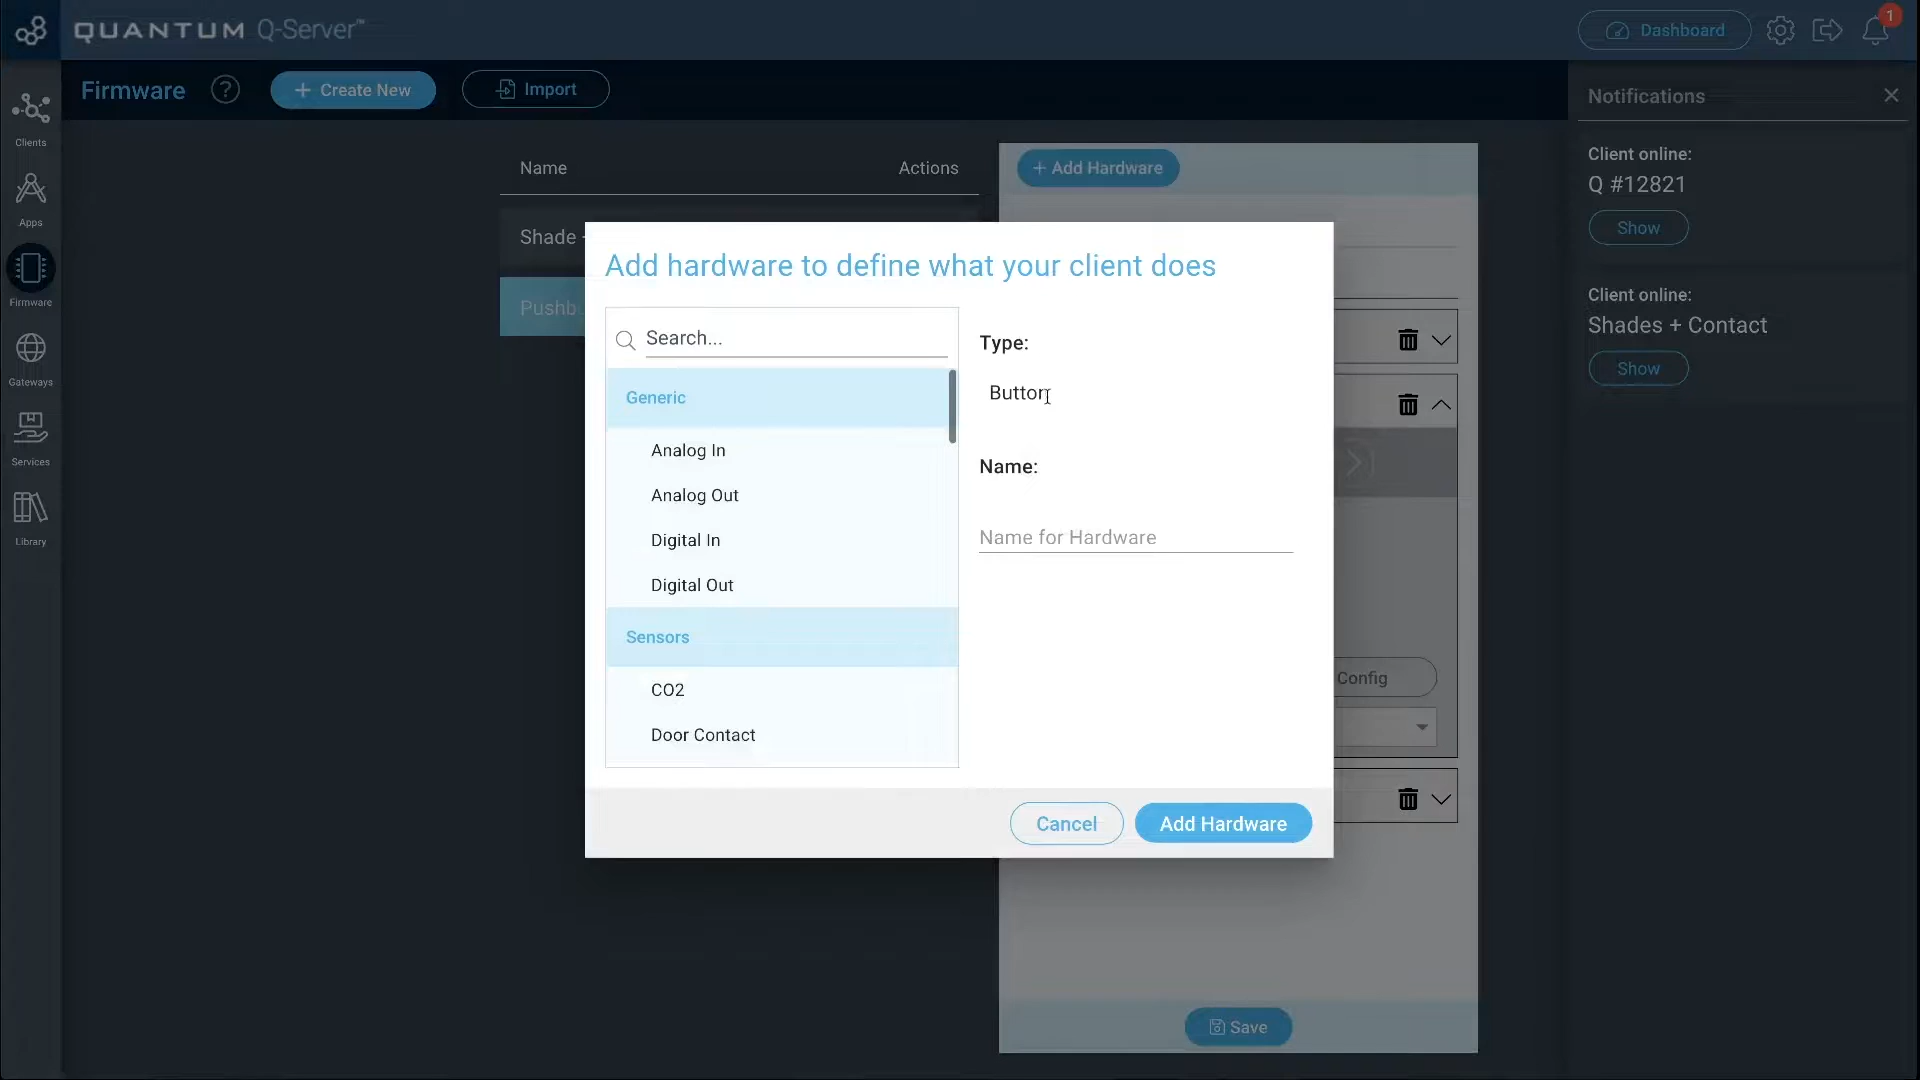 QUANTUM Q-Server™
Dashboard
1
Firmware
?
+ Create New
Import
Notifications
Clients
Apps
Firmware
Gateways
Services
Library
Name
Actions
Shade -
Pushb
+ Add Hardware
Client online:
Q #12821
Show
Client online:
Shades + Contact
Show
Add hardware to define what your client does
Search...
Generic
Analog In
Analog Out
Digital In
Digital Out
Sensors
CO2
Door Contact
Type:
Button
Name:
Name for Hardware
Cancel
Add Hardware
Config
Save